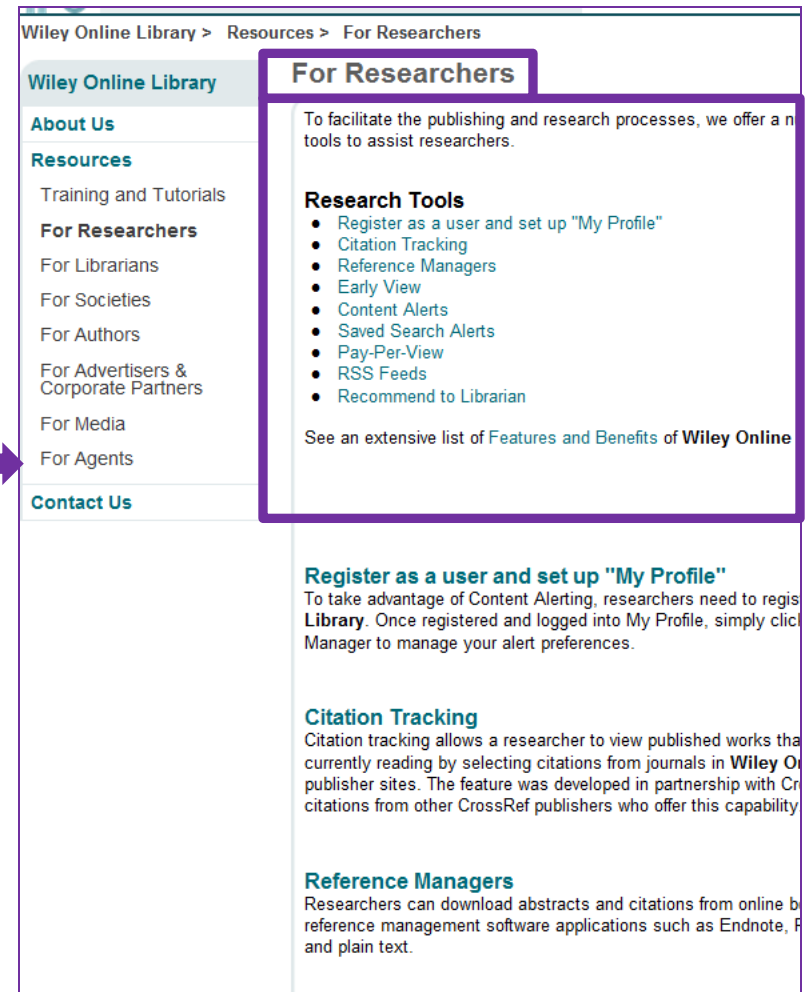 Wiley Online Library > Resources > For Researchers
Wiley Online Library
About Us
Resources
Training and Tutorials
For Researchers
For Librarians
For Societies
For Authors
For Advertisers &
Corporate Partners
For Media
For Agents
Contact Us
For Researchers
To facilitate the publishing and research processes, we offer a
tools to assist researchers.
Research Tools
● Register as a user and set up "My Profile"
● Citation Tracking
● Reference Managers
● Early View
● Content Alerts
● Saved Search Alerts
● Pay-Per-View
● RSS Feeds
● Recommend to Librarian
See an extensive list of Features and Benefits of Wiley Online
Register as a user and set up "My Profile"
To take advantage of Content Alerting, researchers need to
Library. Once registered and logged into My Profile, simply
Manager to manage your alert preferences.
Citation Tracking
Citation tracking allows a researcher to view published works
currently reading by selecting citations from journals in Wiley
publisher sites. The feature was developed in partnership with
citations from other CrossRef publishers who offer this capability
Reference Managers
Researchers can download abstracts and citations from online
reference management software applications such as Endnote,
and plain text.